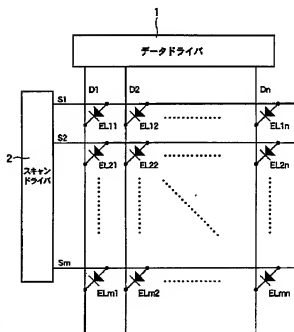 1
データドライバ
D1 D2 Dn
S1
EL11 EL12 EL1n
S2
EL21 EL22 EL2n
2
スキャン
ドライバ
Sm
ELm1 ELm2 ELmn